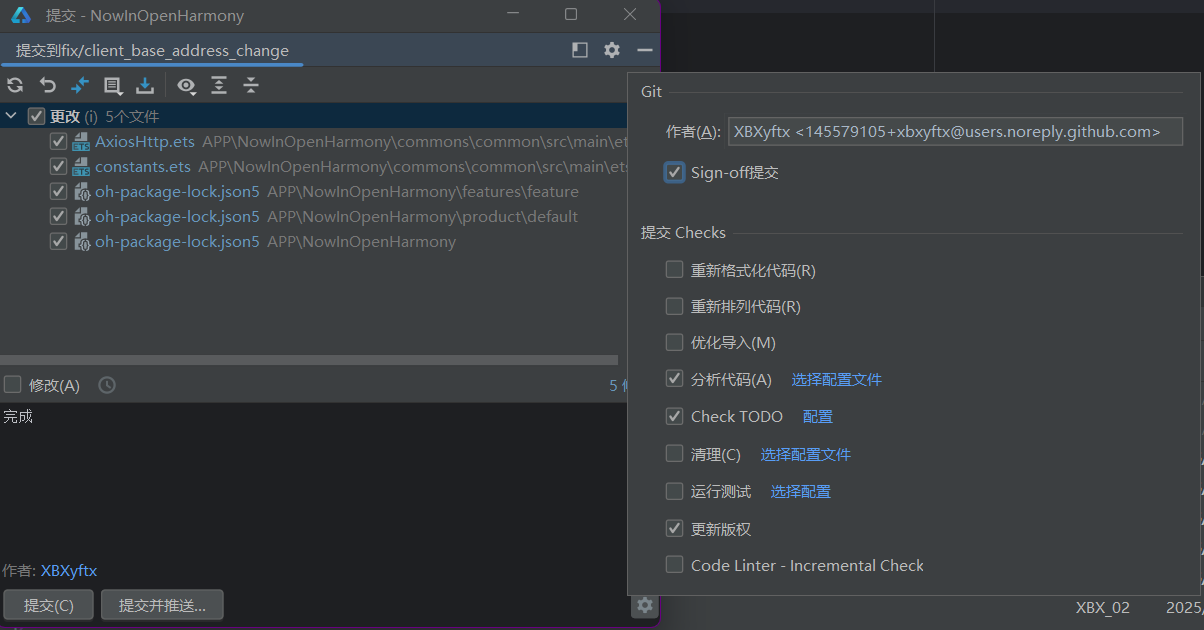 提交 - NowInOpenHarmony
提交到fix/client_base_address_change
更改 (i) 5个文件
AxiosHttp.ets APP\NowInOpenHarmony\commons\common\src\main\et
constants.ets APP\NowInOpenHarmony\commons\common\src\main\ets
oh-package-lock.json5 APP\NowInOpenHarmony\features\feature
oh-package-lock.json5 APP\NowInOpenHarmony\product\default
oh-package-lock.json5 APP\NowInOpenHarmony
修改(A)
5
完成
作者: XBXyftx
提交(C) 提交并推送...
Git
作者(A): XBXyftx <145579105+xbxyftx@users.noreply.github.com>
Sign-off提交
提交 Checks
重新格式化代码(R)
重新排列代码(R)
优化导入(M)
分析代码(A) 选择配置文件
Check TODO 配置
清理(C) 选择配置文件
运行测试 选择配置
更新版权
Code Linter - Incremental Check
XBX_02 2025/